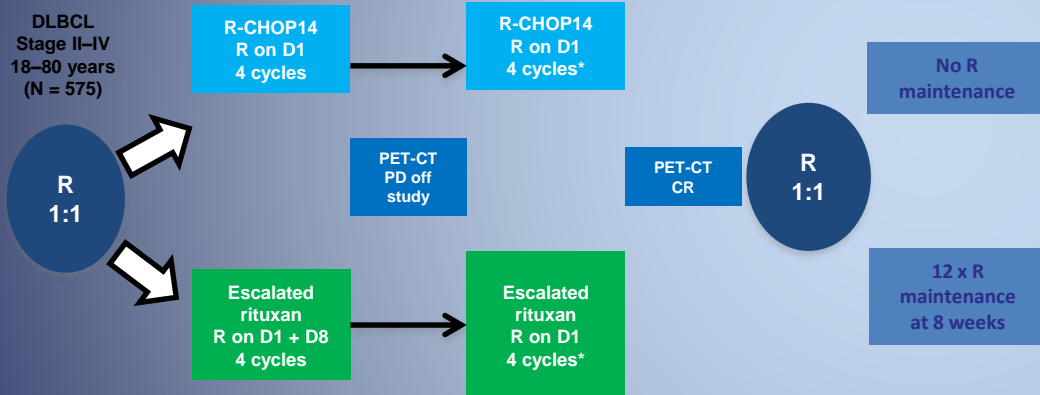 DLBCL
Stage II–IV
18–80 years
(N = 575)
R
1:1
R-CHOP14
R on D1
4 cycles
R-CHOP14
R on D1
4 cycles*
PET-CT
PD off
study
Escalated
rituxan
R on D1 + D8
4 cycles
Escalated
rituxan
R on D1
4 cycles*
PET-CT
CR
R
1:1
No R
maintenance
12 x R
maintenance
at 8 weeks